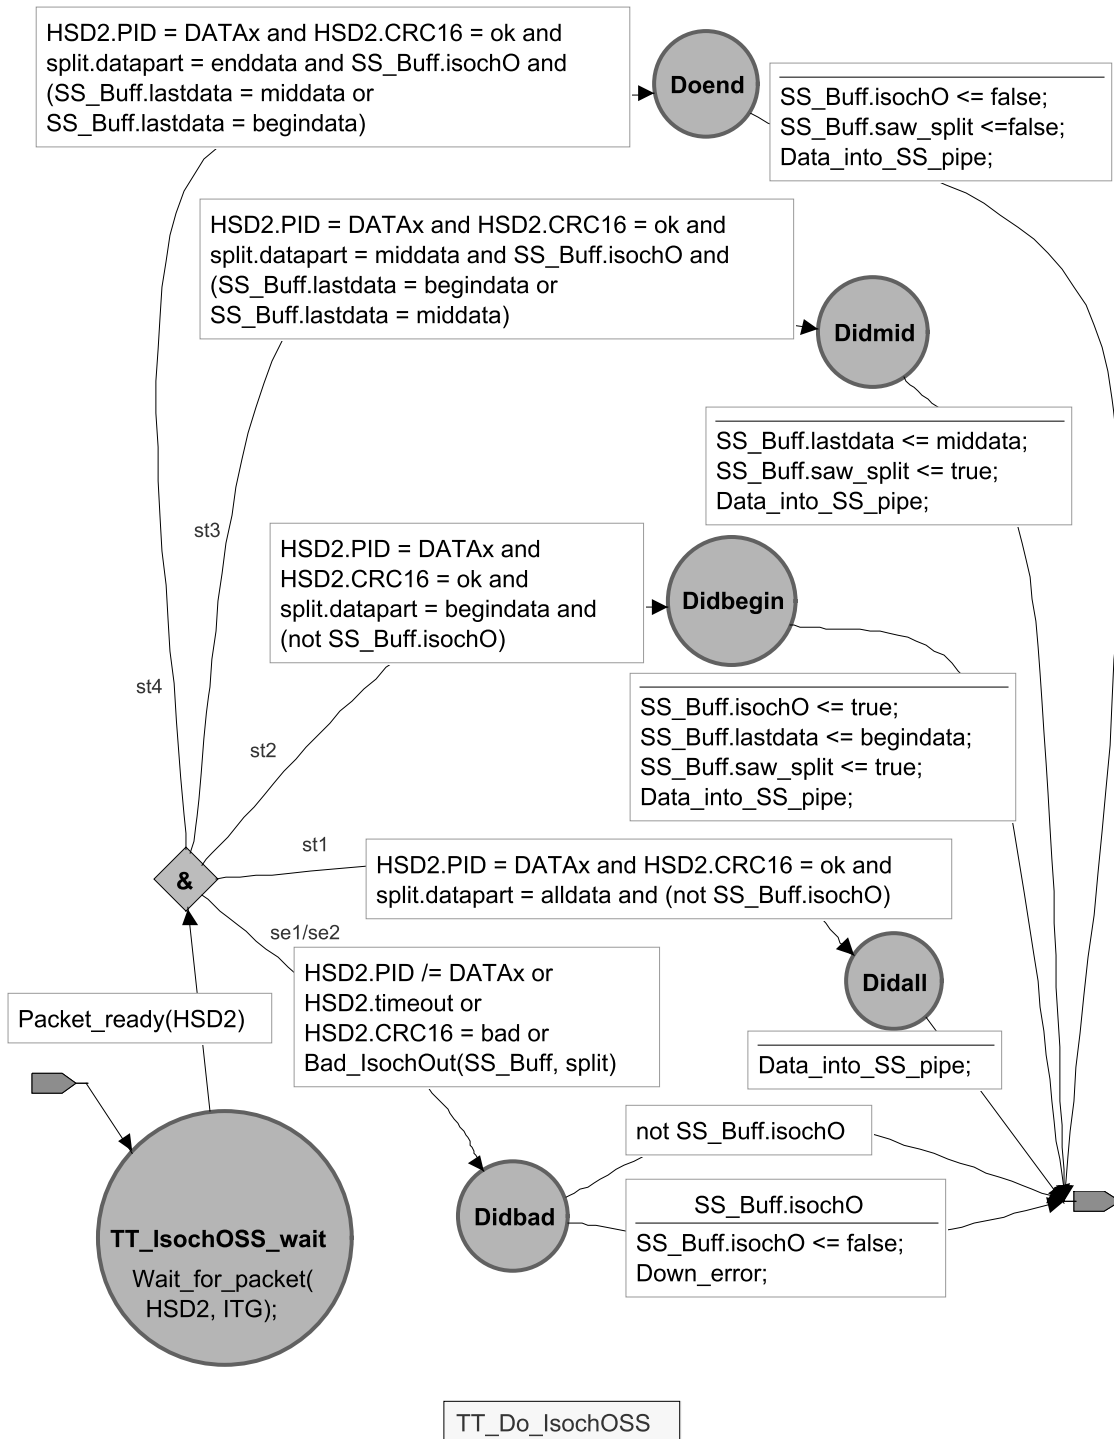 HSD2.PID = DATAx and HSD2.CRC16 = ok and
split.datapart = enddata and SS_Buff.isochO and
(SS_Buff.lastdata = middata or
SS_Buff.lastdata = begindata)
Doend
SS_Buff.isochO <= false;
SS_Buff.saw_split <=false;
Data_into_SS_pipe;
HSD2.PID = DATAx and HSD2.CRC16 = ok and
split.datapart = middata and SS_Buff.isochO and
(SS_Buff.lastdata = begindata or
SS_Buff.lastdata = middata)
Didmid
SS_Buff.lastdata <= middata;
SS_Buff.saw_split <= true;
Data_into_SS_pipe;
st3
HSD2.PID = DATAx and
HSD2.CRC16 = ok and
split.datapart = begindata and
(not SS_Buff.isochO)
Didbegin
st4
SS_Buff.isochO <= true;
SS_Buff.lastdata <= begindata;
SS_Buff.saw_split <= true;
Data_into_SS_pipe;
st2
st1
HSD2.PID = DATAx and HSD2.CRC16 = ok and
split.datapart = alldata and (not SS_Buff.isochO)
&
se1/se2
HSD2.PID /= DATAx or
HSD2.timeout or
HSD2.CRC16 = bad or
Bad_IsochOut(SS_Buff, split)
Didall
Packet_ready(HSD2)
Data_into_SS_pipe;
not SS_Buff.isochO
Didbad
SS_Buff.isochO
SS_Buff.isochO <= false;
Down_error;
TT_IsochOSS_wait
Wait_for_packet(
HSD2, ITG);
TT_Do_IsochOSS